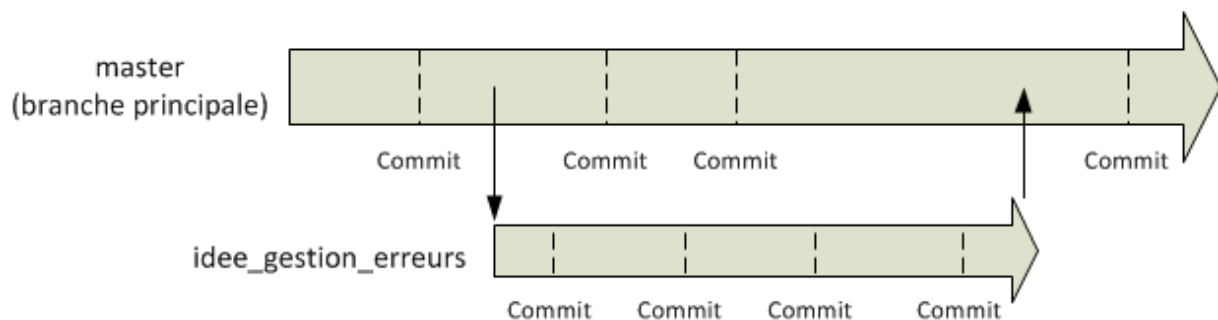 master
(branche principale)
Commit Commit Commit Commit
idee_gestion_erreurs
Commit Commit Commit Commit